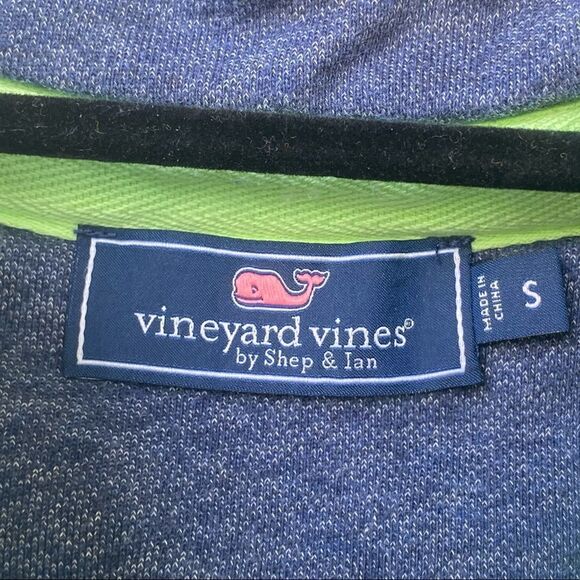 vineyard vines®
by Shep & Ian
MADE IN
CHINA
S